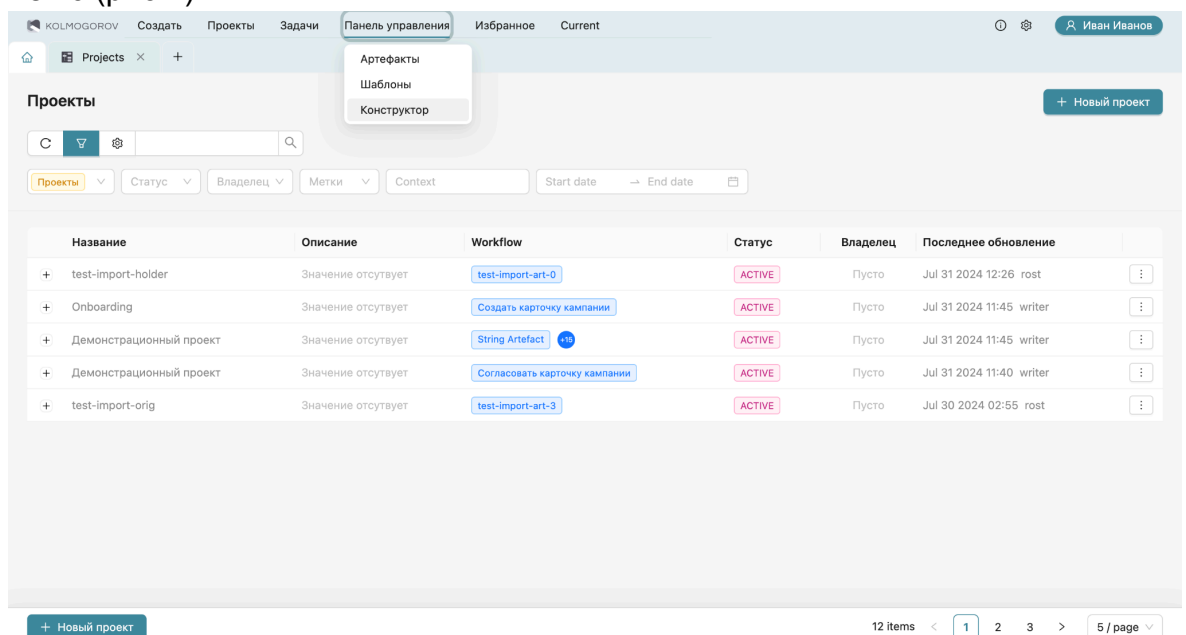 KOLMOGOROV Создать Проекты Задачи Панель управления Избранное Current Иван Иванов
Projects
Артефакты
Шаблоны
Конструктор
Проекты
+ Новый проект
Проекты Статус Владелец Метки Context Start date → End date
Название Описание Workflow Статус Владелец Последнее обновление
test-import-holder Значение отсутвует test-import-art-0 ACTIVE Пусто Jul 31 2024 12:26 rost
Onboarding Значение отсутвует Создать карточку кампании ACTIVE Пусто Jul 31 2024 11:45 writer
Демонстрационный проект Значение отсутвует String Artefact +15 ACTIVE Пусто Jul 31 2024 11:45 writer
Демонстрационный проект Значение отсутвует Согласовать карточку кампании ACTIVE Пусто Jul 31 2024 11:40 writer
test-import-orig Значение отсутвует test-import-art-3 ACTIVE Пусто Jul 30 2024 02:55 rost
+ Новый проект 12 items < 1 2 3 > 5 / page